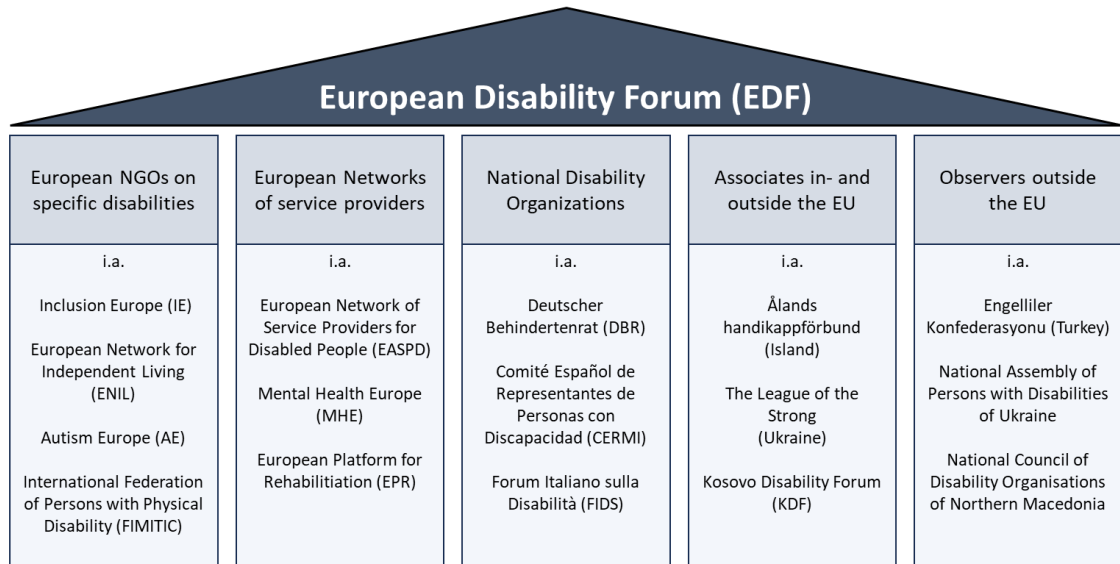 European Disability Forum (EDF)
European NGOs on
specific disabilities
i.a.
Inclusion Europe (IE)
European Network for
Independent Living
(ENIL)
Autism Europe (AE)
International Federation
of Persons with Physical
Disability (FIMITIC)
European Networks
of service providers
i.a.
European Network of
Service Providers for
Disabled People (EASPD)
Mental Health Europe
(MHE)
European Platform for
Rehabilitiation (EPR)
National Disability
Organizations
i.a.
Deutscher
Behindertenrat (DBR)
Comité Español de
Representantes de
Personas con
Discapacidad (CERMI)
Forum Italiano sulla
Disabilità (FIDS)
Associates in- and
outside the EU
i.a.
Ålands
handikappförbund
(Island)
The League of the
Strong
(Ukraine)
Kosovo Disability Forum
(KDF)
Observers outside
the EU
i.a.
Engelliler
Konfederasyonu (Turkey)
National Assembly of
Persons with Disabilities
of Ukraine
National Council of
Disability Organisations
of Northern Macedonia